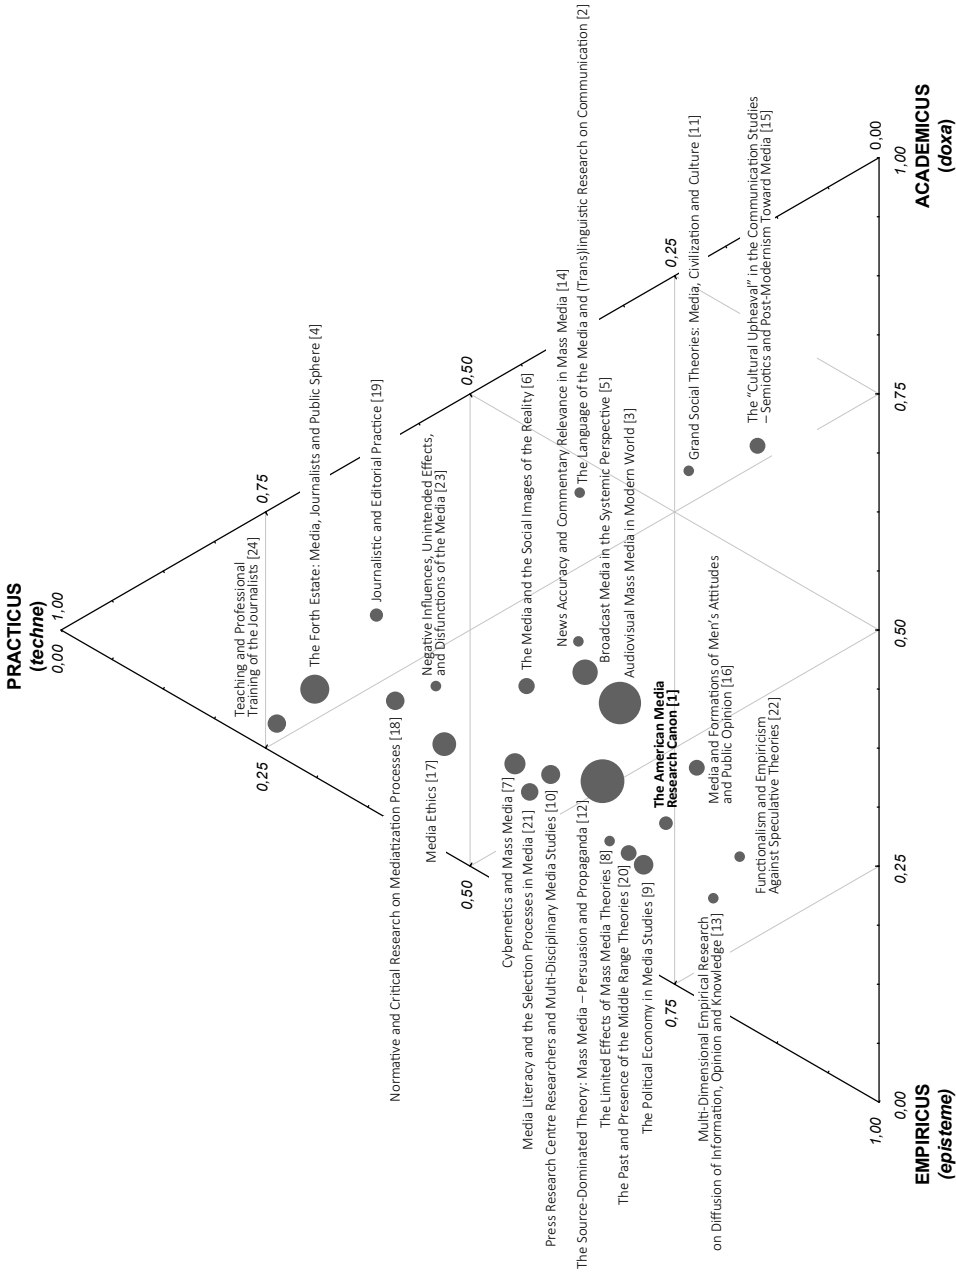 PRACTICUS
(techne)
0,00
1,00
Teaching and Professional
Training of the Journalists [24]
0,25
0,75
The Forth Estate: Media, Journalists and Public Sphere [4]
Journalistic and Editorial Practice [19]
Normative and Critical Research on Mediatization Processes [18]
Negative Influences, Unintended Effects,
and Disfunctions of the Media [23]
Media Ethics [17]
0,50
0,50
Cybernetics and Mass Media [7]
The Media and the Social Images of the Reality [6]
Media Literacy and the Selection Processes in Media [21]
Press Research Centre Researchers and Multi-Disciplinary Media Studies [10]
News Accuracy and Commentary Relevance in Mass Media [14]
The Language of the Media and (Trans)linguistic Research on Communication [2]
The Source-Dominated Theory: Mass Media – Persuasion and Propaganda [12]
Broadcast Media in the Systemic Perspective [5]
The Limited Effects of Mass Media Theories [8]
Audiovisual Mass Media in Modern World [3]
The Past and Presence of the Middle Range Theories [20]
The Political Economy in Media Studies [9]
The American Media
Research Canon [1]
0,75
0,25
Grand Social Theories: Media, Civilization and Culture [11]
Multi-Dimensional Empirical Research
on Diffusion of Information, Opinion and Knowledge [13]
Media and Formations of Men's Attitudes
and Public Opinion [16]
Functionalism and Empiricism
Against Speculative Theories [22]
The "Cultural Upheaval" in the Communication Studies
– Semiotics and Post-Modernism Toward Media [15]
1,00
0,00
0,00
0,25
0,50
0,75
1,00
EMPIRICUS
(episteme)
ACADEMICUS
(doxa)